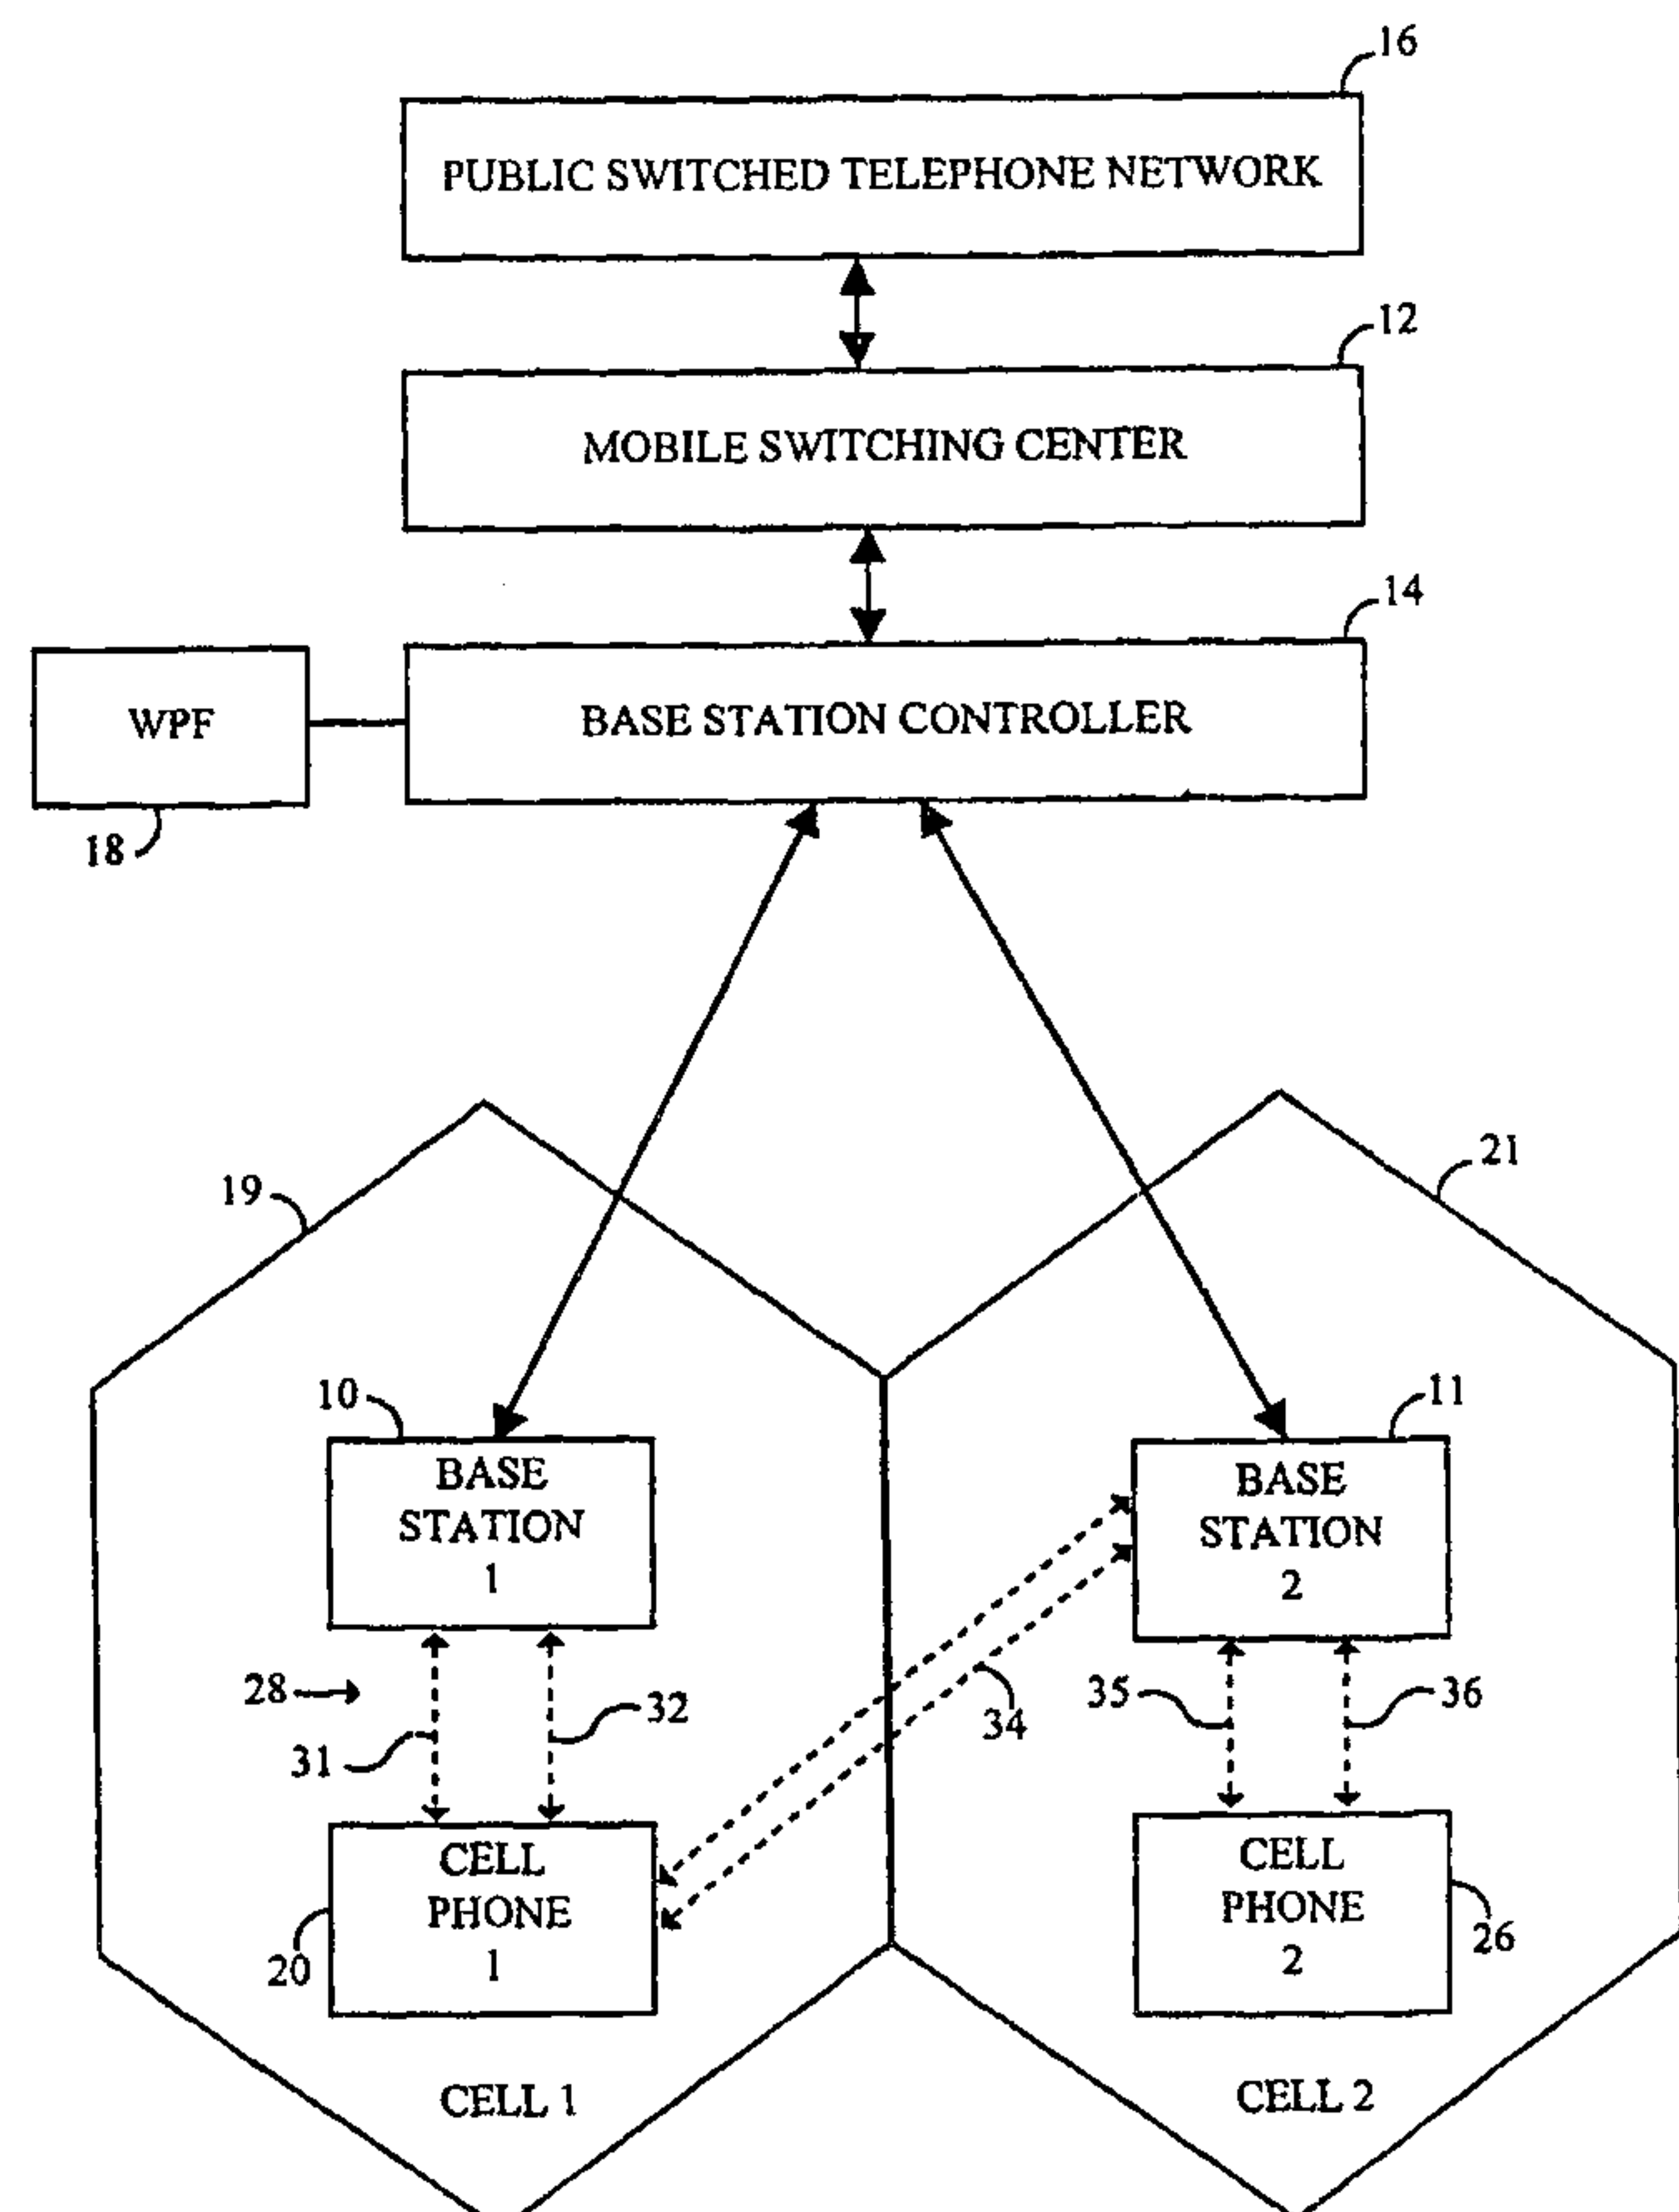 16
PUBLIC SWITCHED TELEPHONE NETWORK
12
MOBILE SWITCHING CENTER
14
WPF
BASE STATION CONTROLLER
18
19
21
10
11
BASE
STATION
1
BASE
STATION
2
28
31
32
34
35
36
CELL
PHONE
1
CELL
PHONE
2
20
26
CELL 1
CELL 2